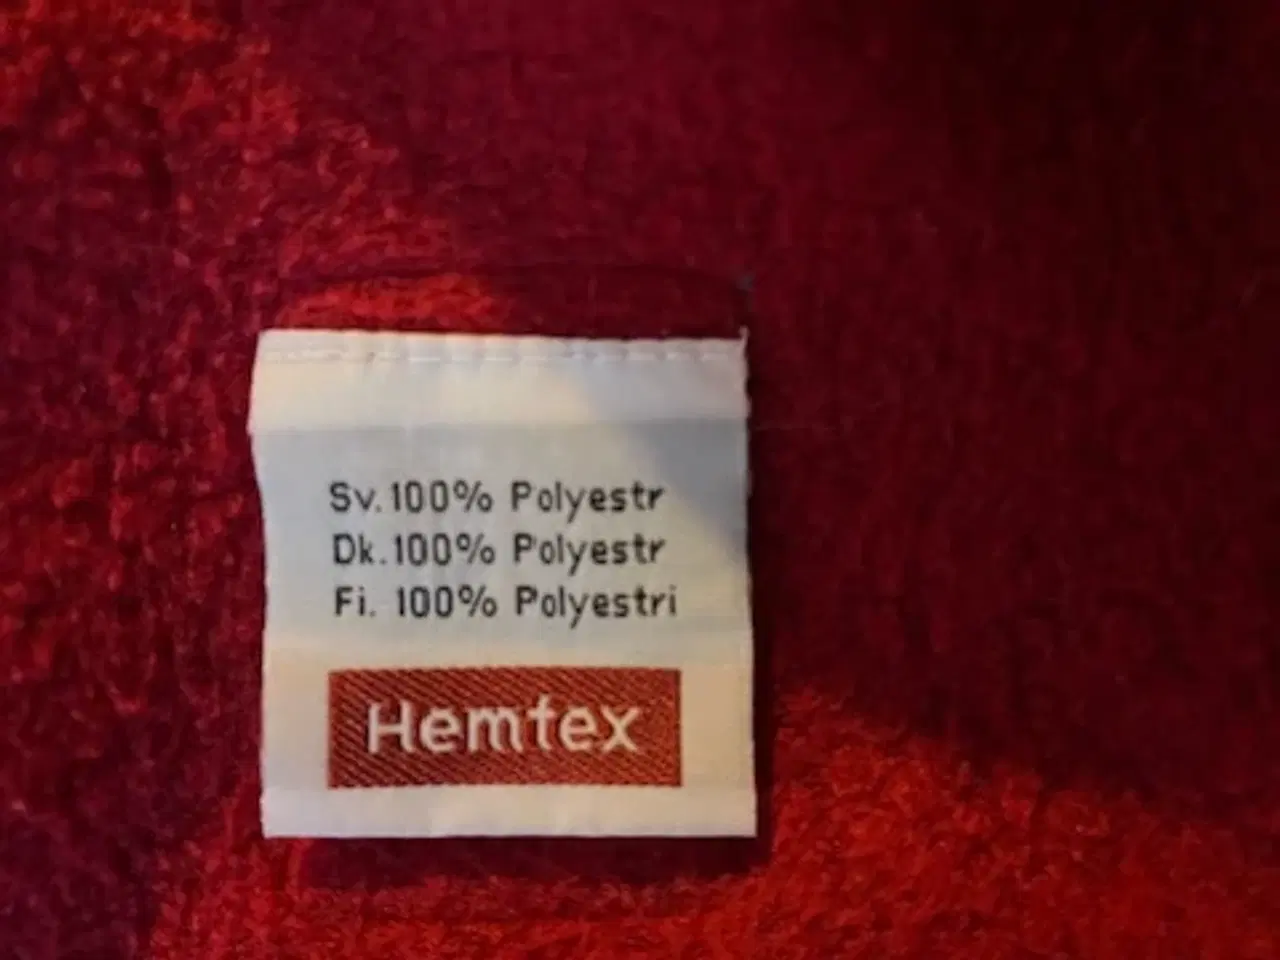 Sv.100% Polyestr
Dk.100% Polyestr
Fi. 100% Polyestri
Hemtex